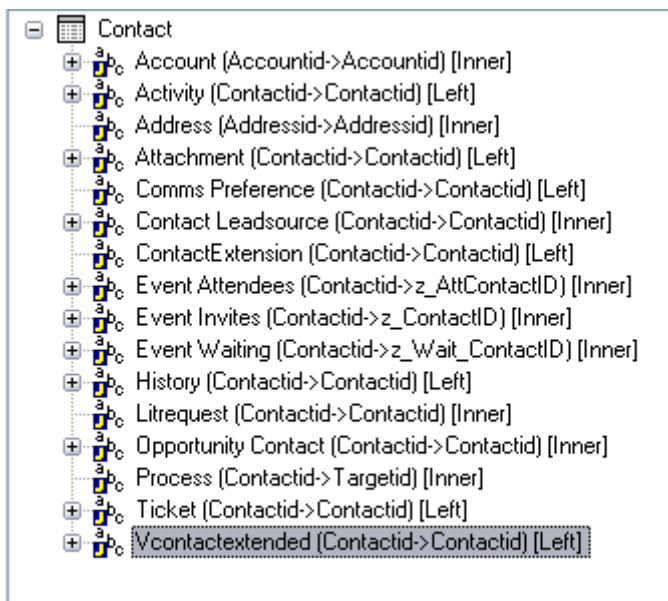 Contact
Account (Accountid->Accountid) [Inner]
Activity (Contactid->Contactid) [Left]
Address (Addressid->Addressid) [Inner]
Attachment (Contactid->Contactid) [Left]
Comms Preference (Contactid->Contactid) [Left]
Contact Leadsource (Contactid->Contactid) [Inner]
ContactExtension (Contactid->Contactid) [Left]
Event Attendees (Contactid->z_AttContactID) [Inner]
Event Invites (Contactid->z_ContactID) [Inner]
Event Waiting (Contactid->z_Wait_ContactID) [Inner]
History (Contactid->Contactid) [Left]
Litrequest (Contactid->Contactid) [Inner]
Opportunity Contact (Contactid->Contactid) [Inner]
Process (Contactid->Targetid) [Inner]
Ticket (Contactid->Contactid) [Left]
Vcontactextended (Contactid->Contactid) [Left]